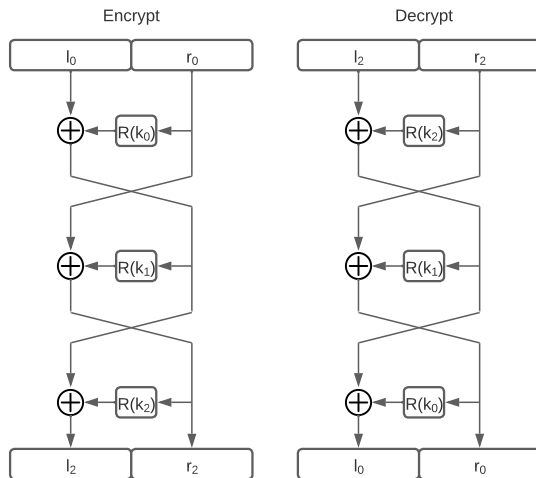 Encrypt Decrypt
l₀ r₀ l₂ r₂
R(k₀) R(k₂)
R(k₁) R(k₁)
R(k₂) R(k₀)
l₂ r₂ l₀ r₀